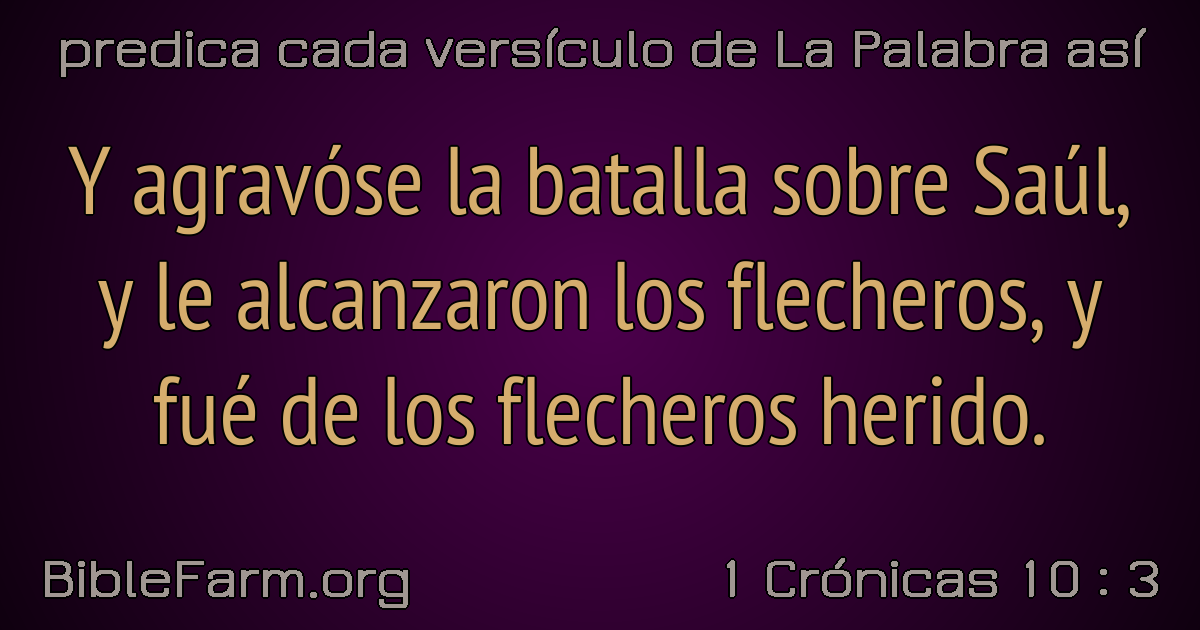 predica cada versículo de La Palabra así
Y agravóse la batalla sobre Saúl,
y le alcanzaron los flecheros, y
fué de los flecheros herido.
BibleFarm.org
1 Crónicas 10 : 3